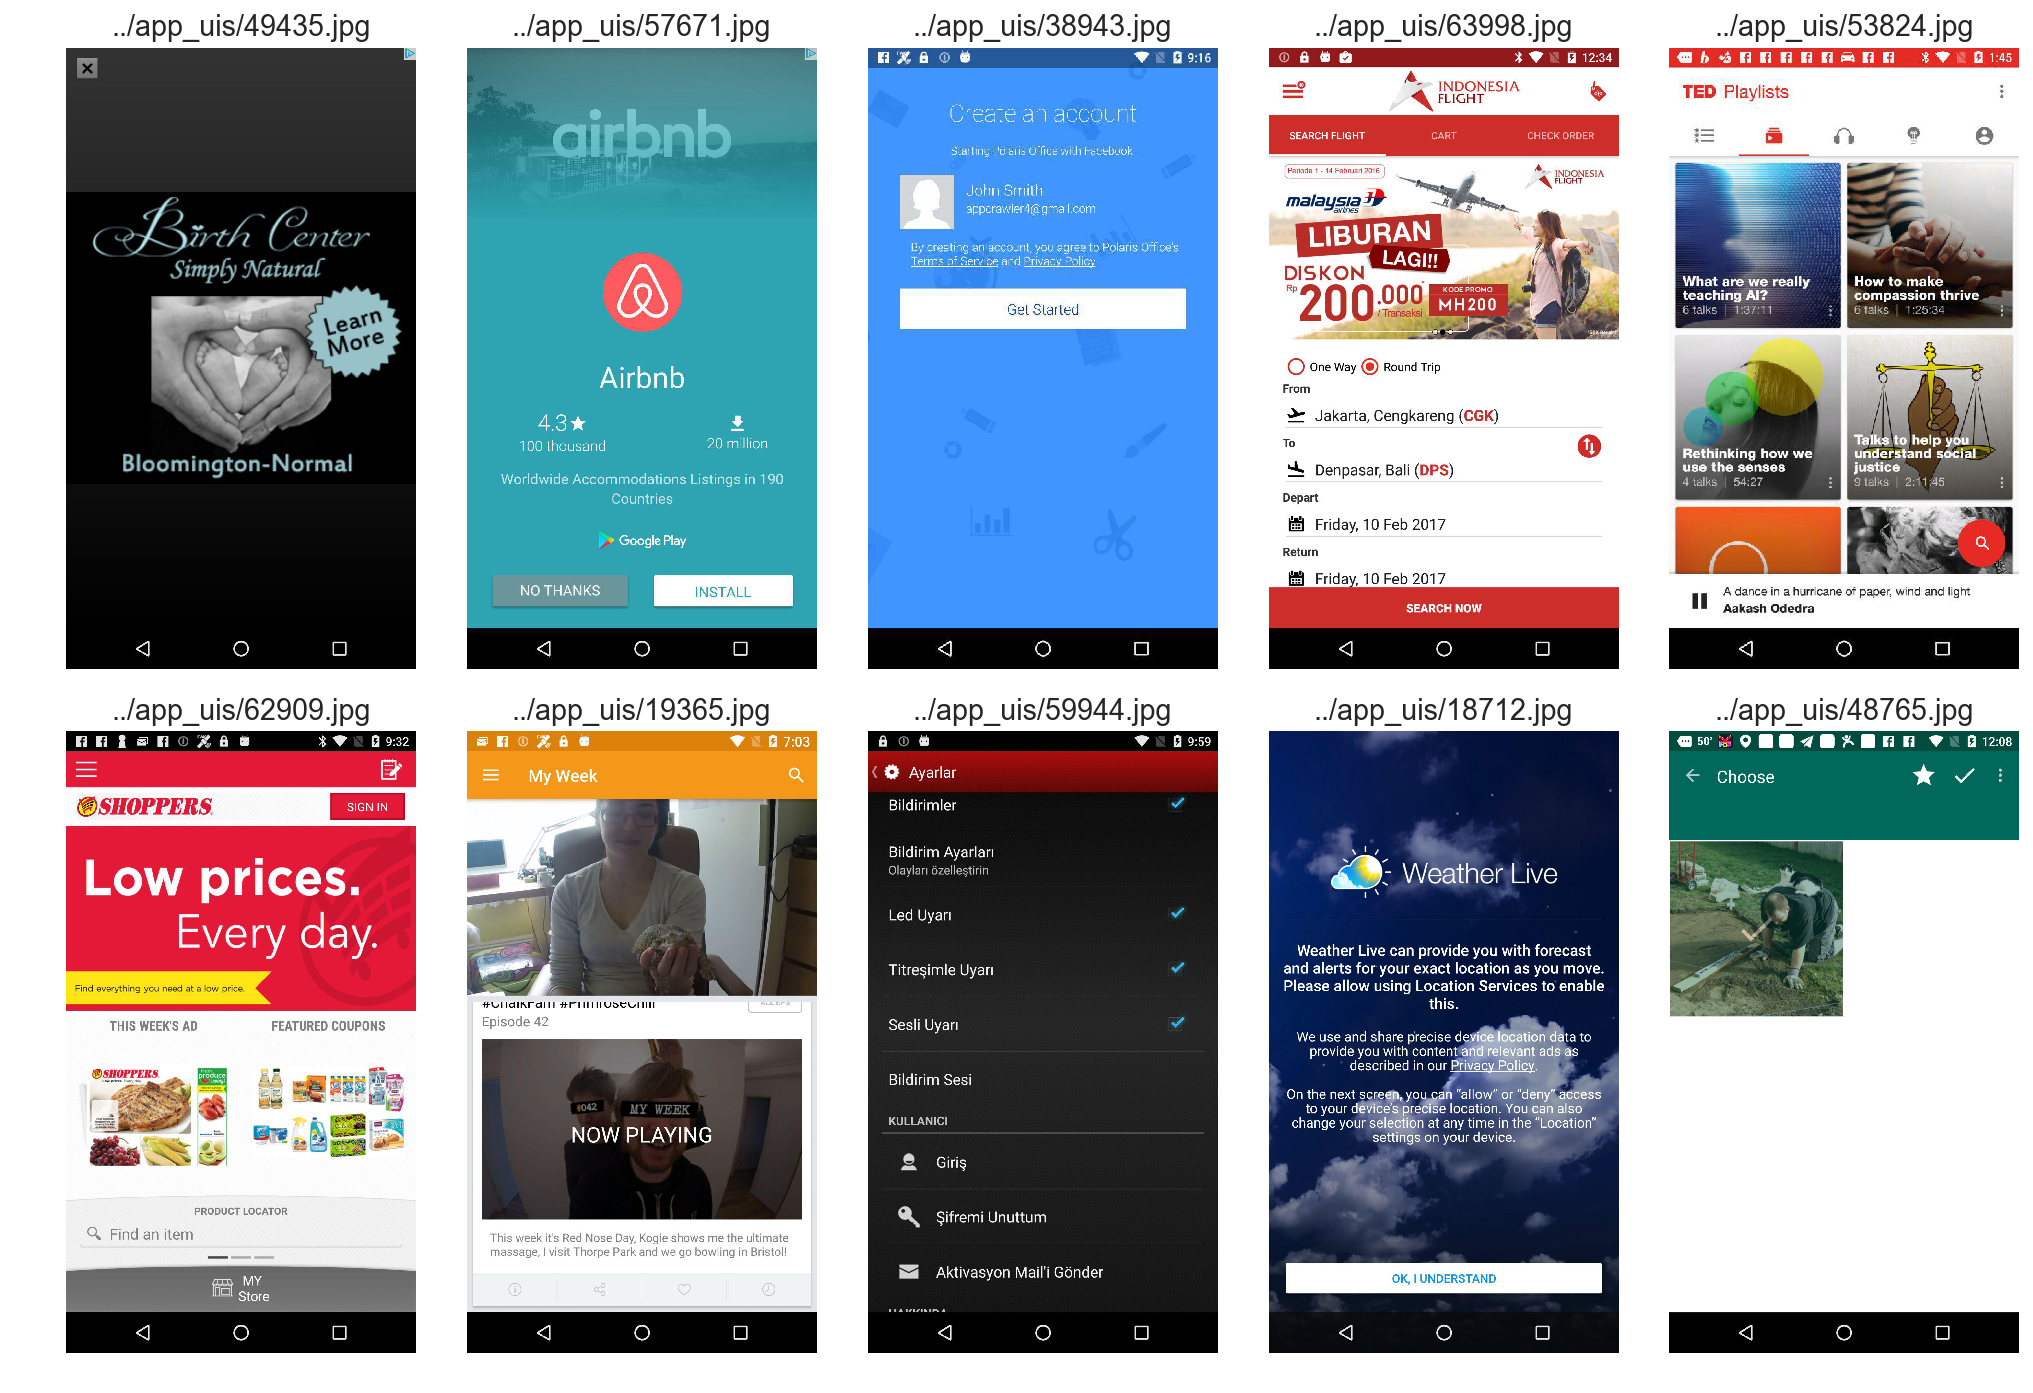 ../app_uis/49435.jpg
Birth Center
Simply Natural
Learn
More
Bloomington-Normal
../app_uis/57671.jpg
airbnb
Airbnb
4.3★
100 thousand
20 million
Worldwide Accommodations Listings in 190
Countries
Google Play
NO THANKS
INSTALL
../app_uis/38943.jpg
9:16
Create an account
Starting Polaris Office with Facebook
John Smith
appcrawler4@gmail.com
By creating an account, you agree to Polaris Office's
Terms of Service and Privacy Policy
Get Started
../app_uis/63998.jpg
12:34
INDONESIA
FLIGHT
SEARCH FLIGHT
CART
CHECK ORDER
Periode 1 - 14 Februari 2016
INDONESIA
FLIGHT
malaysia
airlines
LIBURAN
LAGI!!
DISKON
Rp
200.000
/ Transaksi
KODE PROMO
MH200
One Way
Round Trip
From
Jakarta, Cengkareng (CGK)
To
Denpasar, Bali (DPS)
Depart
Friday, 10 Feb 2017
Return
Friday, 10 Feb 2017
SEARCH NOW
../app_uis/53824.jpg
1:45
TED Playlists
What are we really
teaching AI?
6 talks | 1:37:11
How to make
compassion thrive
6 talks | 1:25:34
Rethinking how we
use the senses
4 talks | 54:27
Talks to help you
understand social
justice
9 talks | 2:11:45
A dance in a hurricane of paper, wind and light
Aakash Odedra
../app_uis/62909.jpg
9:32
SHOPPERS
SIGN IN
Low prices.
Every day.
Find everything you need at a low price.
THIS WEEK'S AD
FEATURED COUPONS
SHOPPERS
fresh
produce
PRODUCT LOCATOR
Find an item
MY
Store
../app_uis/19365.jpg
7:03
My Week
#ChalkFam #PrimroseChill
ALL EPS
Episode 42
#042
MY WEEK
NOW PLAYING
This week it's Red Nose Day, Kogie shows me the ultimate
massage, I visit Thorpe Park and we go bowling in Bristol!
../app_uis/59944.jpg
9:59
Ayarlar
Bildirimler
Bildirim Ayarları
Olayları özelleştirin
Led Uyarı
Titreşimle Uyarı
Sesli Uyarı
Bildirim Sesi
KULLANICI
Giriş
Şifremi Unuttum
Aktivasyon Mail'i Gönder
HAKKINDA
../app_uis/18712.jpg
Weather Live
Weather Live can provide you with forecast
and alerts for your exact location as you move.
Please allow using Location Services to enable
this.
We use and share precise device location data to
provide you with content and relevant ads as
described in our Privacy Policy.
On the next screen, you can “allow” or “deny” access
to your device's precise location. You can also
change your selection at any time in the “Location”
settings on your device.
OK, I UNDERSTAND
../app_uis/48765.jpg
50°
12:08
Choose